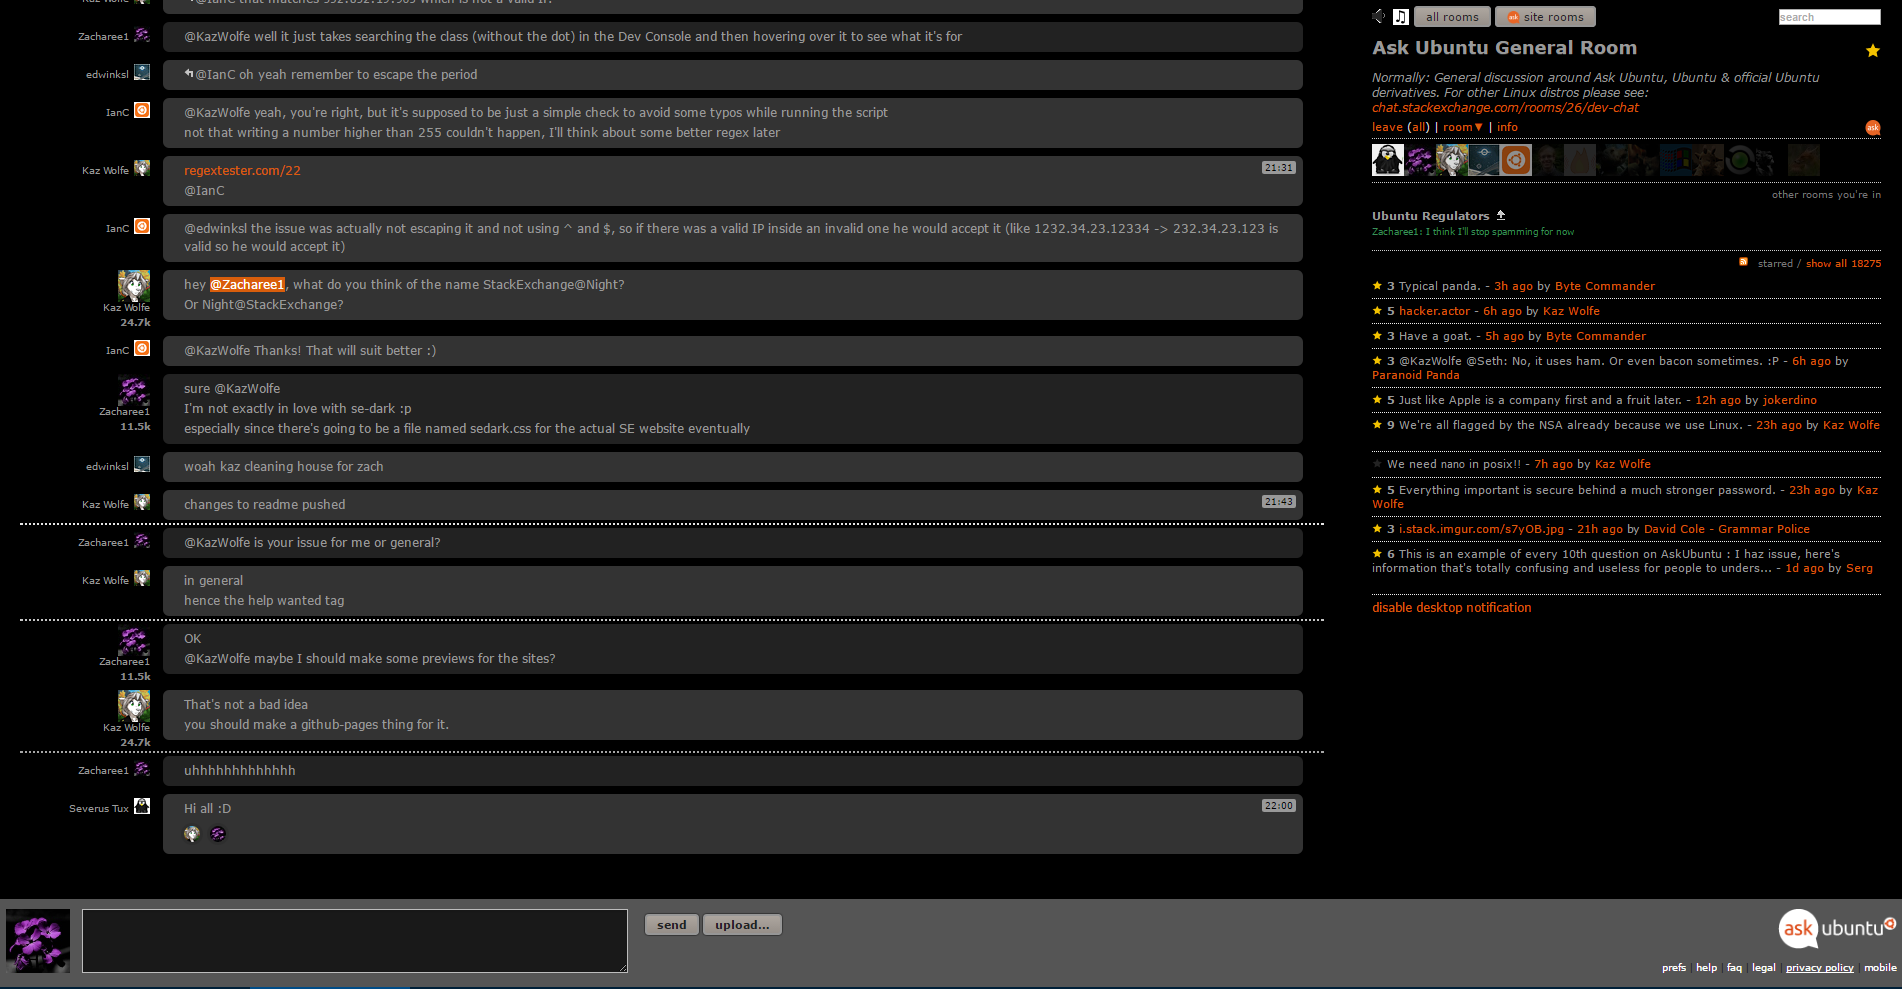 Zacharee1
@KazWolfe well it just takes searching the class (without the dot) in the Dev Console and then hovering over it to see what it's for
edwinksl
@IanC oh yeah remember to escape the period
IanC
@KazWolfe yeah, you're right, but it's supposed to be just a simple check to avoid some typos while running the script
not that writing a number higher than 255 couldn't happen, I'll think about some better regex later
Kaz Wolfe
regextester.com/22
21:31
@IanC
IanC
@edwinksl the issue was actually not escaping it and not using ^ and $, so if there was a valid IP inside an invalid one he would accept it (like 1232.34.23.12334 -> 232.34.23.123 is
valid so he would accept it)
hey @Zacharee1, what do you think of the name StackExchange@Night?
Or Night@StackExchange?
Kaz Wolfe
24.7k
IanC
@KazWolfe Thanks! That will suit better :)
sure @KazWolfe
I'm not exactly in love with se-dark :p
especially since there's going to be a file named sedark.css for the actual SE website eventually
Zacharee1
11.5k
edwinksl
woah kaz cleaning house for zach
Kaz Wolfe
changes to readme pushed
21:43
Zacharee1
@KazWolfe is your issue for me or general?
Kaz Wolfe
in general
hence the help wanted tag
OK
@KazWolfe maybe I should make some previews for the sites?
Zacharee1
11.5k
That's not a bad idea
you should make a github-pages thing for it.
Kaz Wolfe
24.7k
Zacharee1
uhhhhhhhhhhhhh
Severus Tux
Hi all :D
22:00
send
upload...
all rooms
site rooms
search
Ask Ubuntu General Room
Normally: General discussion around Ask Ubuntu, Ubuntu & official Ubuntu
derivatives. For other Linux distros please see:
chat.stackexchange.com/rooms/26/dev-chat
leave (all) | room▼ | info
ask
other rooms you're in
Ubuntu Regulators
Zacharee1: I think I'll stop spamming for now
starred / show all 18275
3 Typical panda. - 3h ago by Byte Commander
5 hacker.actor - 6h ago by Kaz Wolfe
3 Have a goat. - 5h ago by Byte Commander
3 @KazWolfe @Seth: No, it uses ham. Or even bacon sometimes. :P - 6h ago by
Paranoid Panda
5 Just like Apple is a company first and a fruit later. - 12h ago by jokerdino
9 We're all flagged by the NSA already because we use Linux. - 23h ago by Kaz Wolfe
We need nano in posix!! - 7h ago by Kaz Wolfe
5 Everything important is secure behind a much stronger password. - 23h ago by Kaz
Wolfe
3 i.stack.imgur.com/s7yOB.jpg - 21h ago by David Cole - Grammar Police
6 This is an example of every 10th question on AskUbuntu : I haz issue, here's
information that's totally confusing and useless for people to unders... - 1d ago by Serg
disable desktop notification
ask ubuntu
prefs | help | faq | legal | privacy policy | mobile